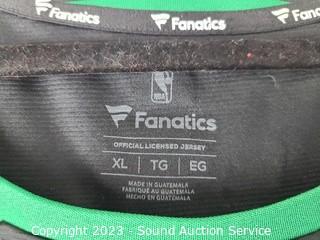 Fanatics Fanatics
NBA
Fanatics
OFFICIAL LICENSED JERSEY
XL | TG | EG
MADE IN GUATEMALA
FABRIQUÉ AU GUATEMALA
HECHO EN GUATEMALA
Copyright 2023 - Sound Auction Service